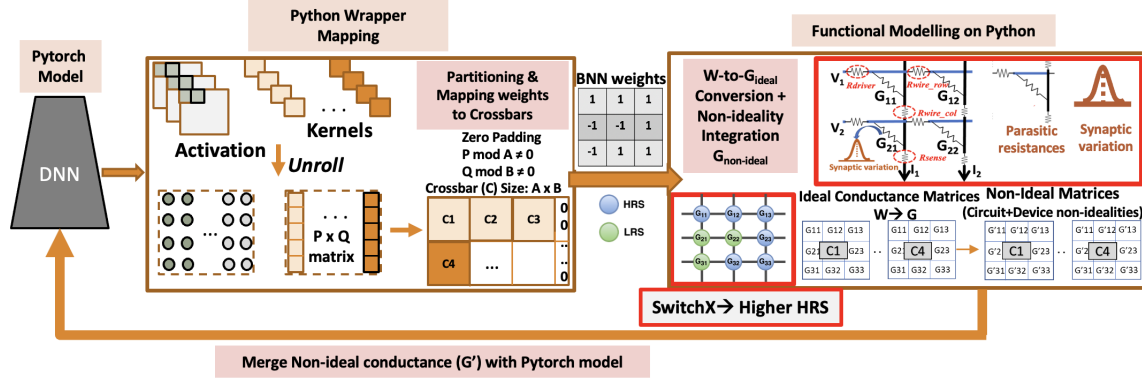 Python Wrapper
Mapping
Functional Modelling on Python
Pytorch
Model
DNN
Activation
Kernels
Unroll
...
P x Q
matrix
Partitioning &
Mapping weights
to Crossbars
Zero Padding
P mod A ≠ 0
Q mod B ≠ 0
Crossbar (C) Size: A x B
C1 C2 C3 0
0
C4 ... 0
BNN weights
1 1 1
-1 -1 1
-1 1 1
HRS
LRS
W-to-Gideal
Conversion +
Non-ideality
Integration
Gnon-ideal
G11 G12 G13
G21 G22 G23
G31 G32 G33
SwitchX→ Higher HRS
V1
Rdriver
Rwire_row
G11
G12
Rwire_col
V2
G21
G22
Synaptic variation
Rsense
I1
I2
Parasitic
resistances
Synaptic
variation
Ideal Conductance Matrices
W→ G
G11 G12 G13
G21 C1 G23
G31 G32 G33
..
G11 G12 G13
G21 C4 G23
G31 G32 G33
Non-Ideal Matrices
(Circuit+Device non-idealities)
G'11 G'12 G'13
G'2 C1 G'23
G'31 G'32 G'33
..
G'11 G'12 G'13
G'2 C4 G'23
G'31 G'32 G'33
Merge Non-ideal conductance (G') with Pytorch model